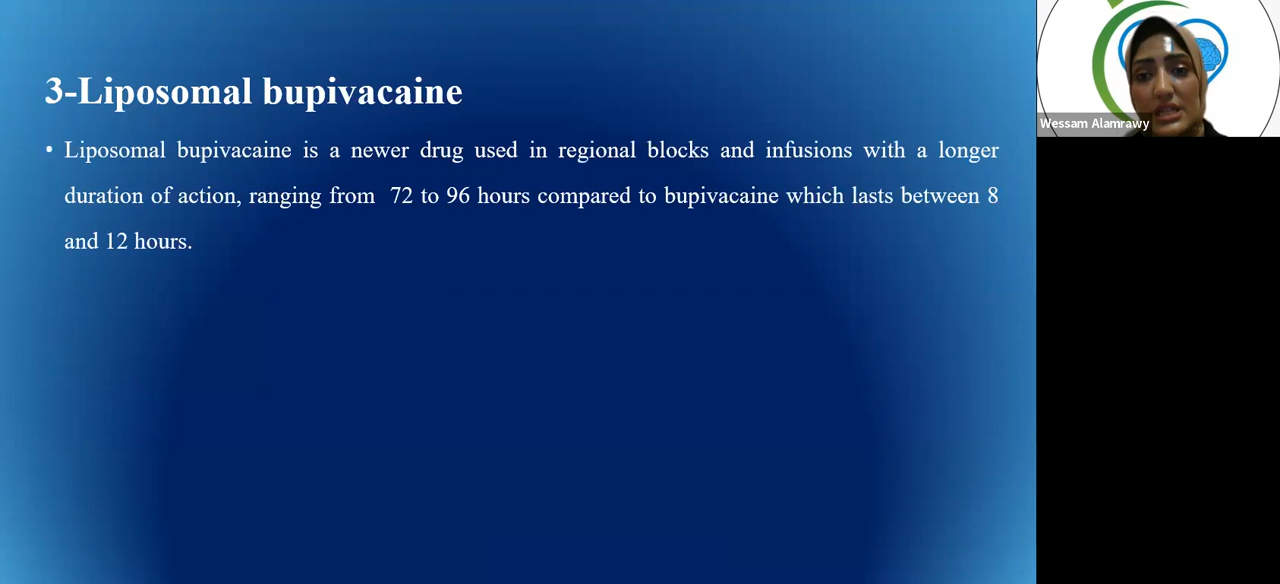 3-Liposomal bupivacaine
• Liposomal bupivacaine is a newer drug used in regional blocks and infusions with a longer
duration of action, ranging from  72 to 96 hours compared to bupivacaine which lasts between 8
and 12 hours.
Wessam Alamrawy